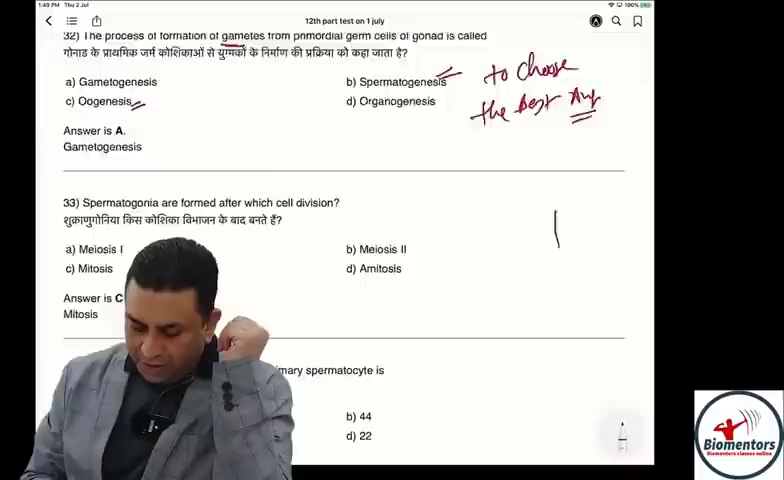 1:40 PM Thu 2 Jul
100%
12th part test on 1 july
32) The process of formation of gametes from primordial germ cells of gonad is called
गोनाड के प्राथमिक जर्म कोशिकाओं से युग्मकों के निर्माण की प्रक्रिया को कहा जाता है?
a) Gametogenesis
b) Spermatogenesis
c) Oogenesis
d) Organogenesis
to choose
the best Ans
Answer is A.
Gametogenesis
33) Spermatogonia are formed after which cell division?
शुक्राणुगोनिया किस कोशिका विभाजन के बाद बनते हैं?
a) Meiosis I
b) Meiosis II
c) Mitosis
d) Amitosis
Answer is C
Mitosis
mary spermatocyte is
b) 44
d) 22
Biomentors
Biomentors classes online